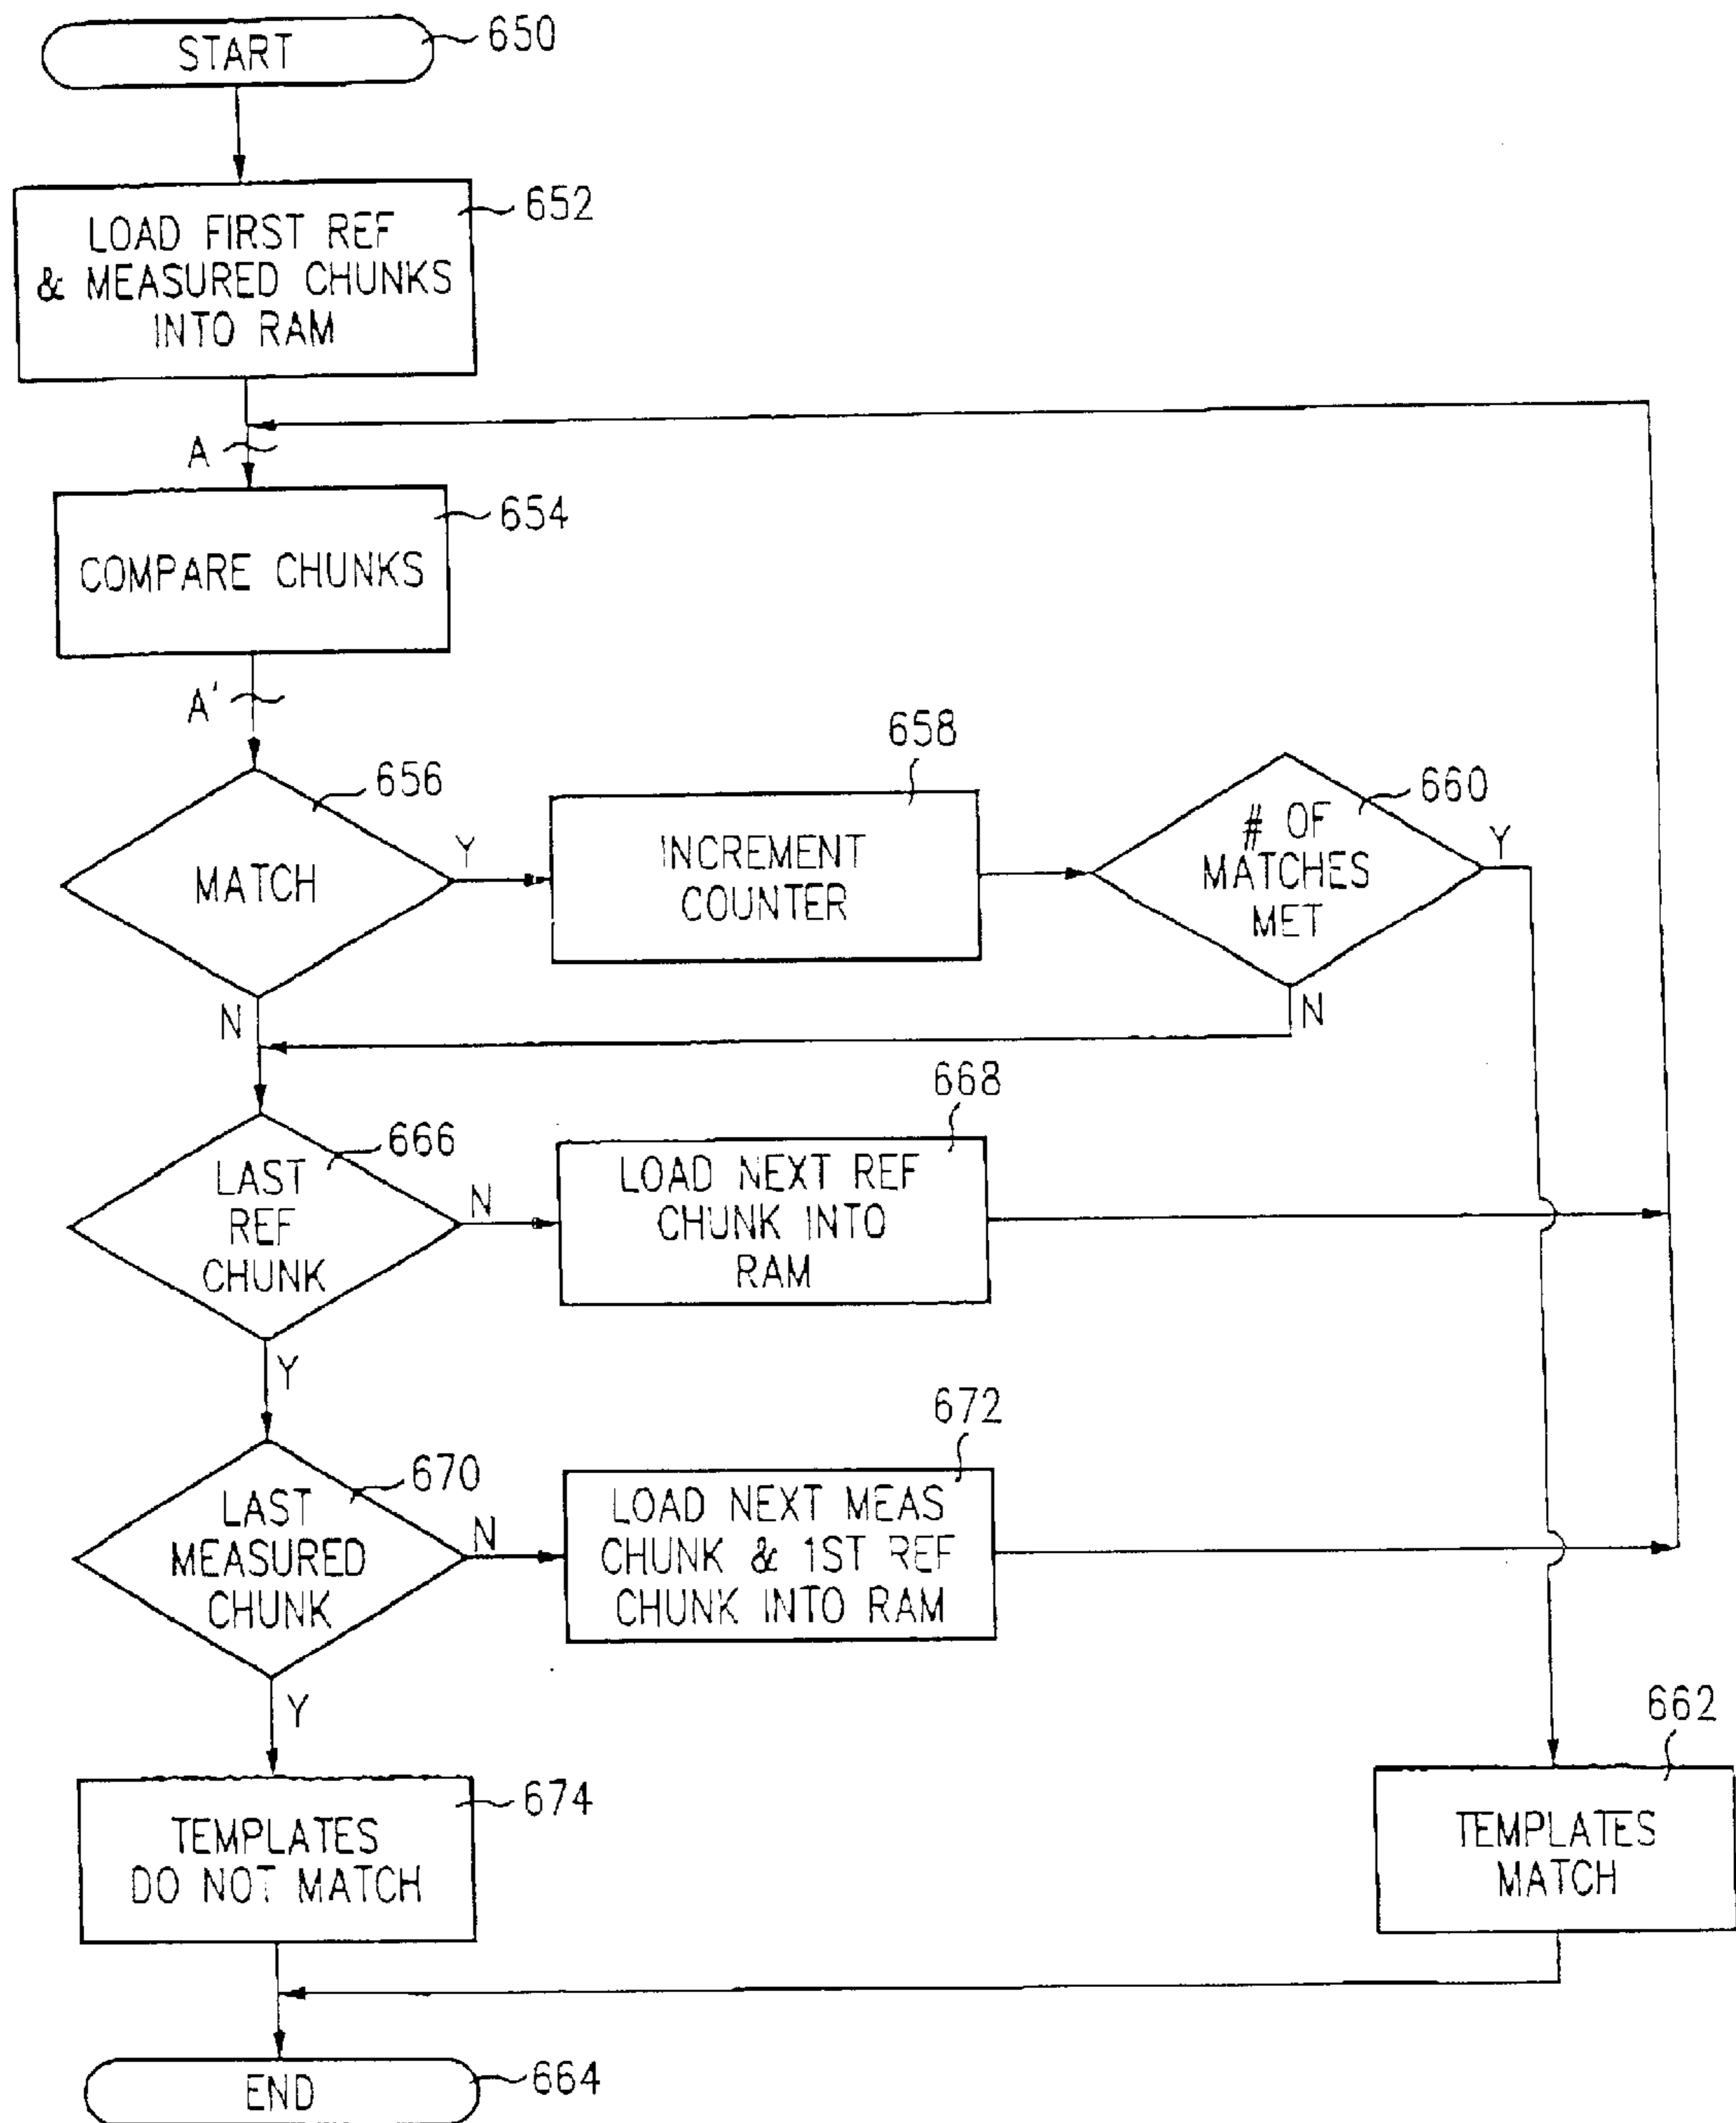 START
650
LOAD FIRST REF
& MEASURED CHUNKS
INTO RAM
652
A
COMPARE CHUNKS
654
A'
MATCH
656
Y
N
INCREMENT
COUNTER
658
# OF
MATCHES
MET
660
Y
N
LAST
REF
CHUNK
666
N
Y
LOAD NEXT REF
CHUNK INTO
RAM
668
LAST
MEASURED
CHUNK
670
N
Y
LOAD NEXT MEAS
CHUNK & 1ST REF
CHUNK INTO RAM
672
TEMPLATES
DO NOT MATCH
674
TEMPLATES
MATCH
662
END
664